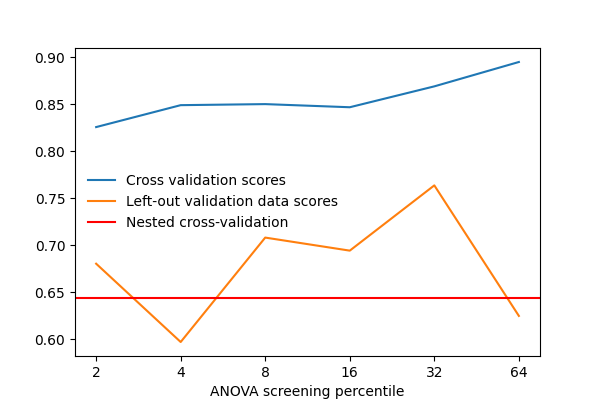 0.90
0.85
0.80
0.75
0.70
0.65
0.60
Cross validation scores
Left-out validation data scores
Nested cross-validation
2 4 8 16 32 64
ANOVA screening percentile